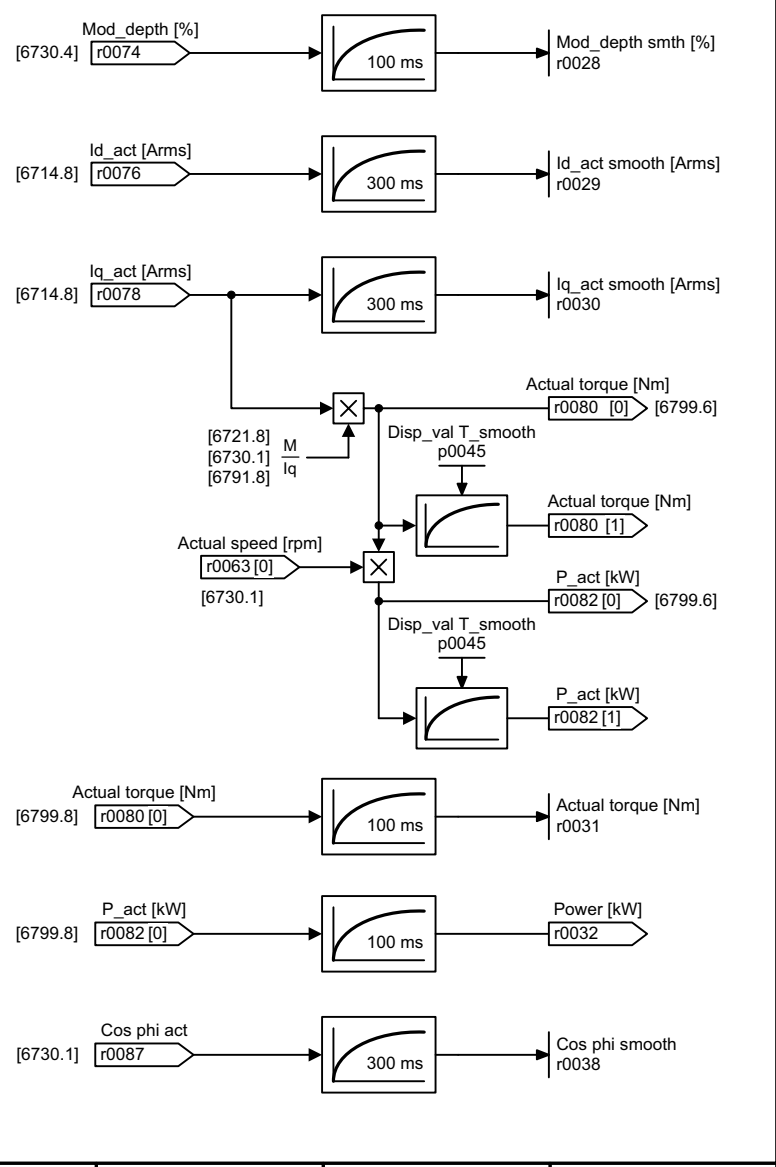 Mod_depth [%]
[6730.4] r0074
100 ms
Mod_depth smth [%]
r0028
Id_act [Arms]
[6714.8] r0076
300 ms
Id_act smooth [Arms]
r0029
Iq_act [Arms]
[6714.8] r0078
300 ms
Iq_act smooth [Arms]
r0030
Actual torque [Nm]
r0080 [0] [6799.6]
[6721.8]
[6730.1]
[6791.8]
M
Iq
Disp_val T_smooth
p0045
Actual torque [Nm]
r0080 [1]
Actual speed [rpm]
r0063 [0]
[6730.1]
P_act [kW]
r0082 [0] [6799.6]
Disp_val T_smooth
p0045
P_act [kW]
r0082 [1]
Actual torque [Nm]
[6799.8] r0080 [0]
100 ms
Actual torque [Nm]
r0031
P_act [kW]
[6799.8] r0082 [0]
100 ms
Power [kW]
r0032
Cos phi act
[6730.1] r0087
300 ms
Cos phi smooth
r0038